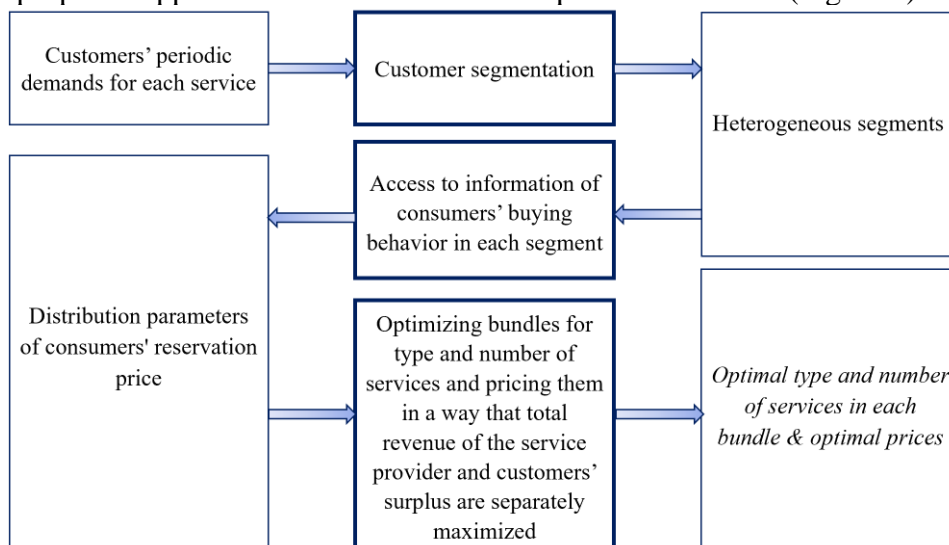 Customers’ periodic
demands for each service
Customer segmentation
Heterogeneous segments
Access to information of
consumers’ buying
behavior in each segment
Distribution parameters
of consumers' reservation
price
Optimizing bundles for
type and number of
services and pricing them
in a way that total
revenue of the service
provider and customers’
surplus are separately
maximized
Optimal type and number
of services in each
bundle & optimal prices